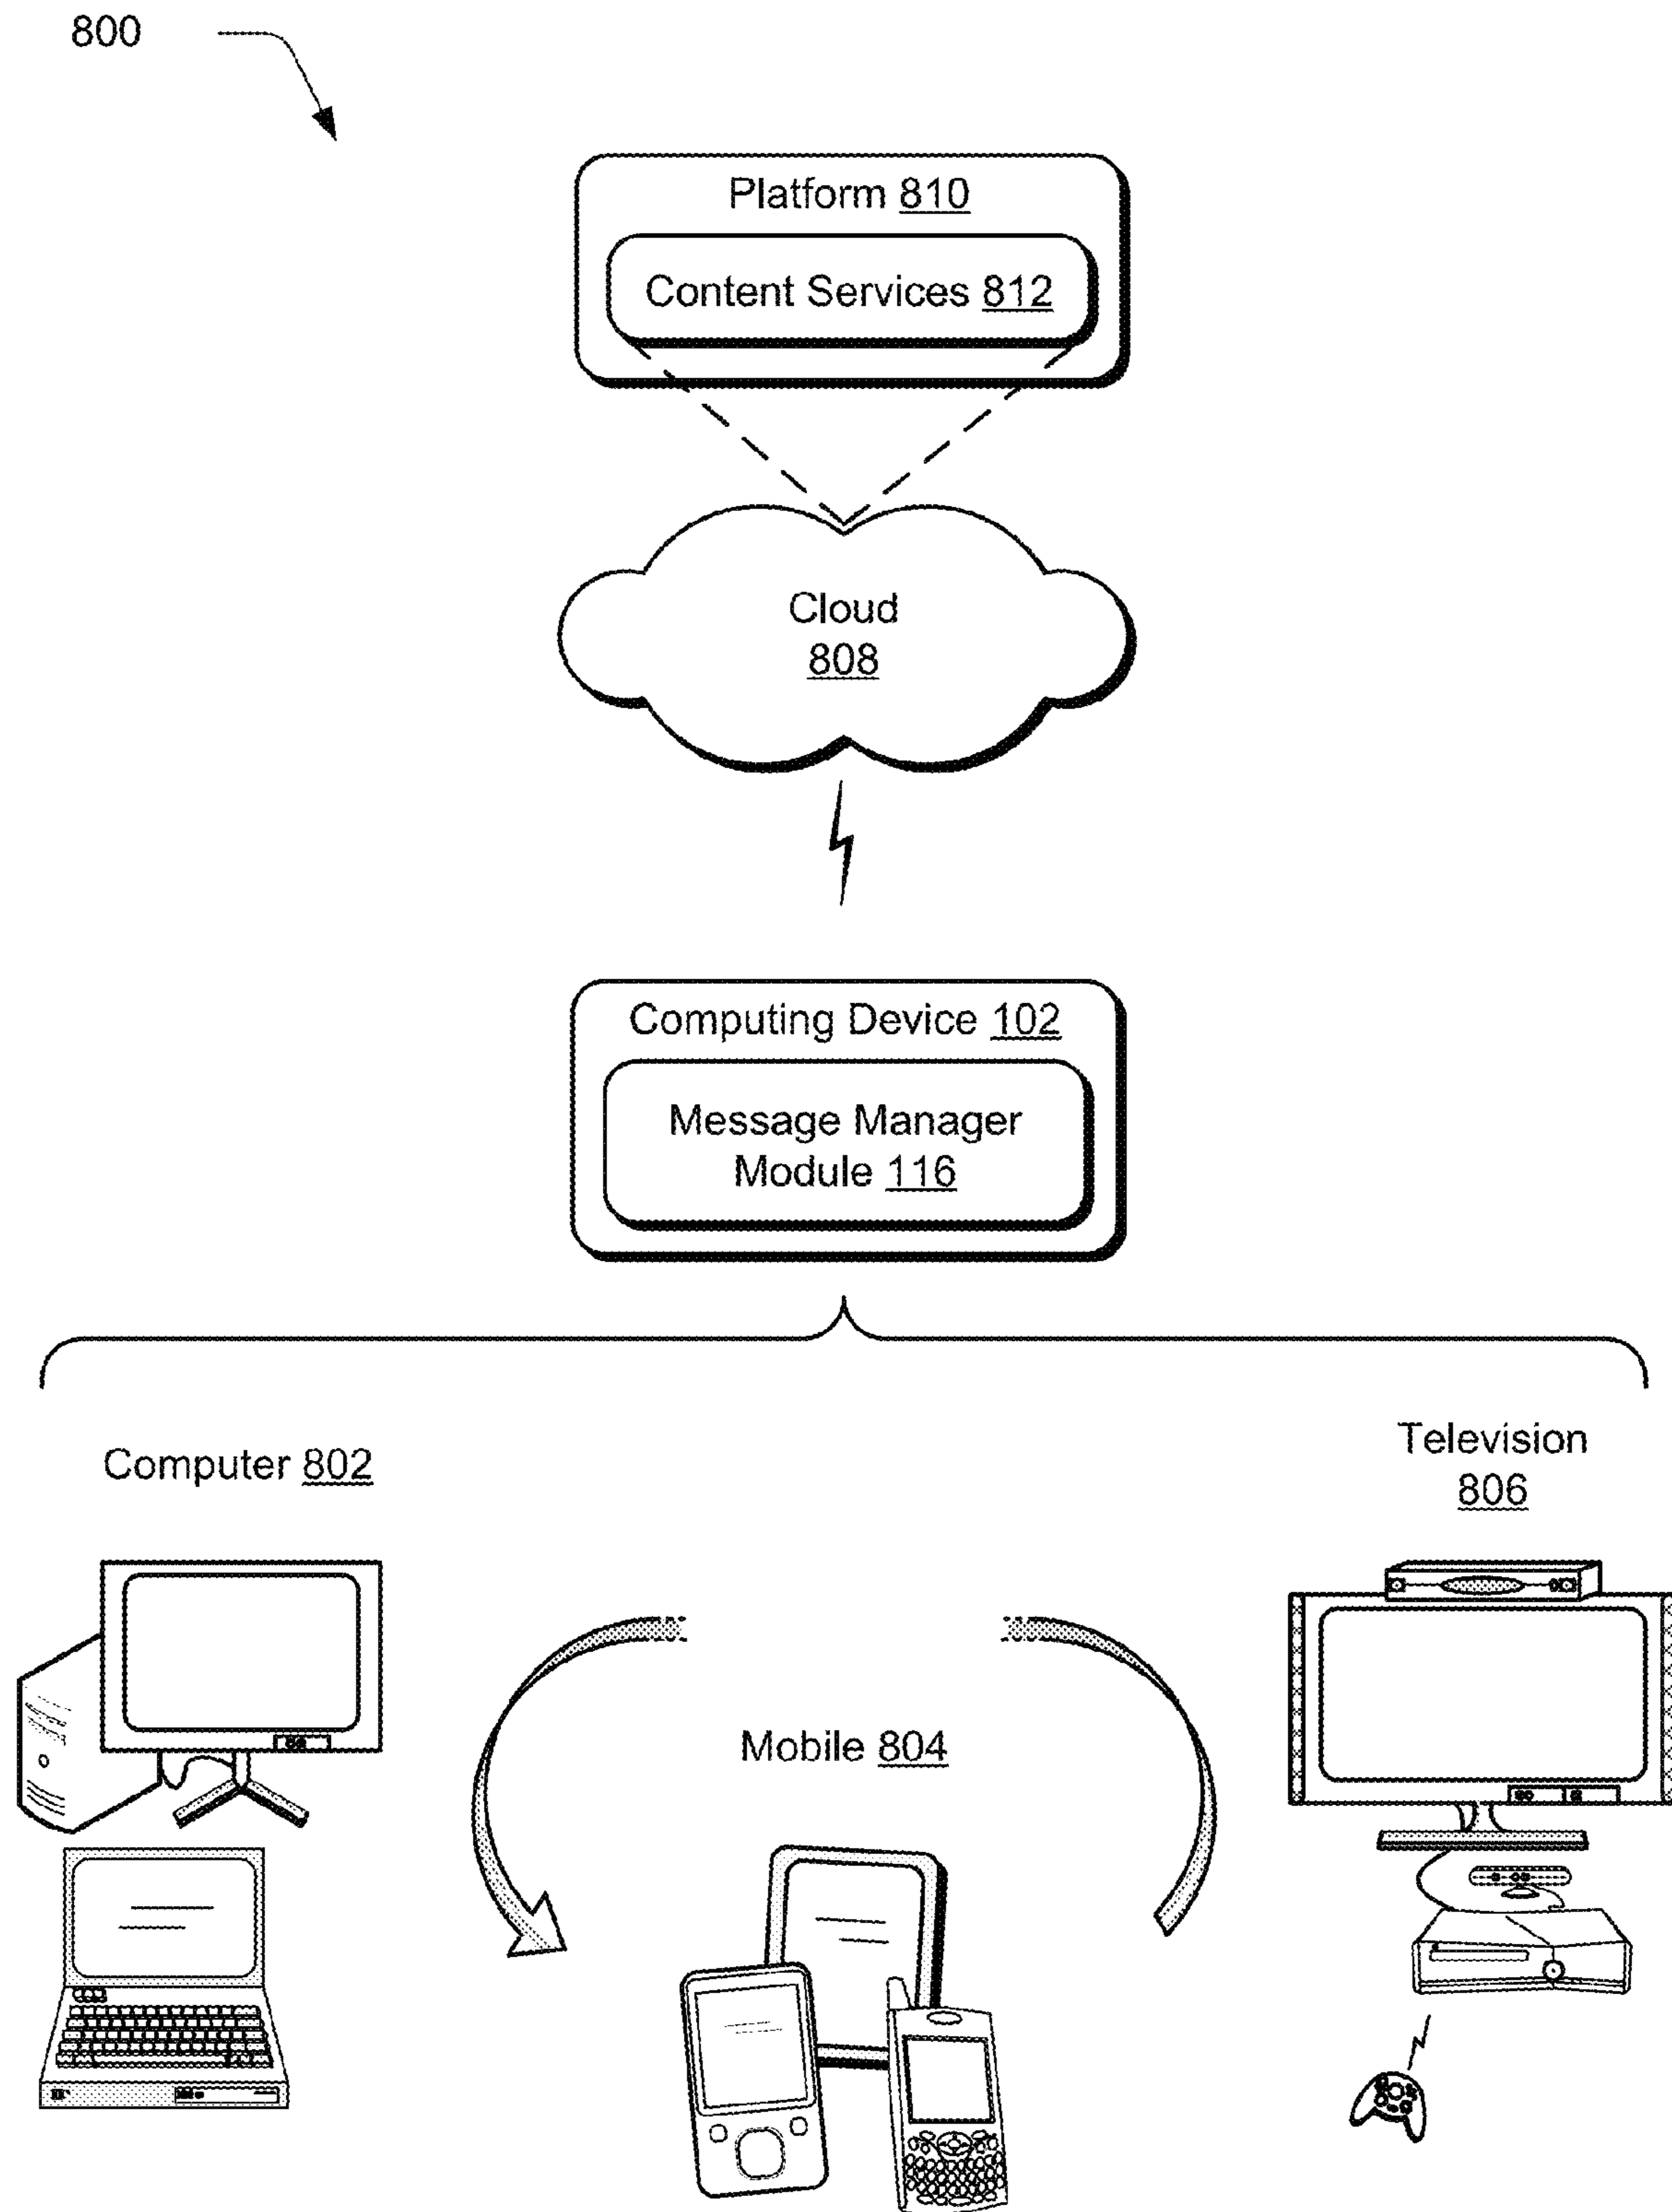 800
Platform 810
Content Services 812
Cloud
808
Computing Device 102
Message Manager
Module 116
Computer 802
Television
806
Mobile 804